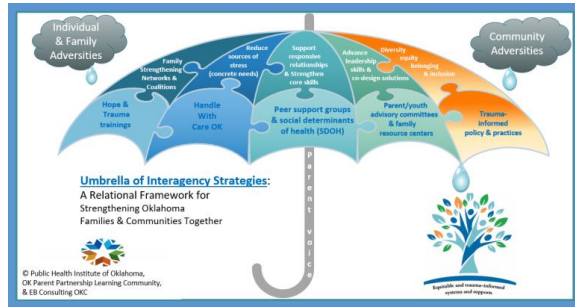 Individual
& Family
Adversities
Community
Adversities
Family
Strengthening
Networks &
Coalitions
Reduce
sources of
stress
(concrete needs)
Support
responsive
relationships
& Strengthen
core skills
Advance
leadership
skills &
co-design solutions
Diversity
equity
belonging
& inclusion
Hope &
Trauma
trainings
Handle
With
Care OK
Peer support groups
& social determinants
of health (SDOH)
Parent/youth
advisory committees
& family
resource centers
Trauma-
informed
policy & practices
Parent voice
Umbrella of Interagency Strategies:
A Relational Framework for
Strengthening Oklahoma
Families & Communities Together
© Public Health Institute of Oklahoma,
OK Parent Partnership Learning Community,
& EB Consulting OKC
Equitable and trauma-informed
systems and supports